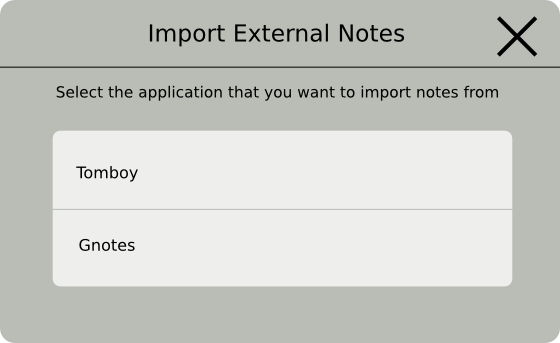 Import External Notes
Select the application that you want to import notes from
Tomboy
Gnotes